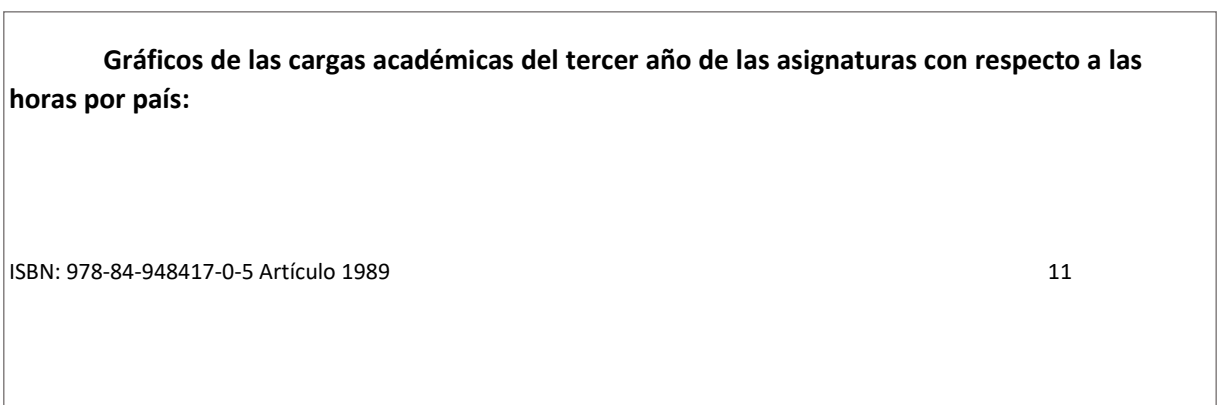 Gráficos de las cargas académicas del tercer año de las asignaturas con respecto a las
horas por país:
ISBN: 978-84-948417-0-5 Artículo 1989 11